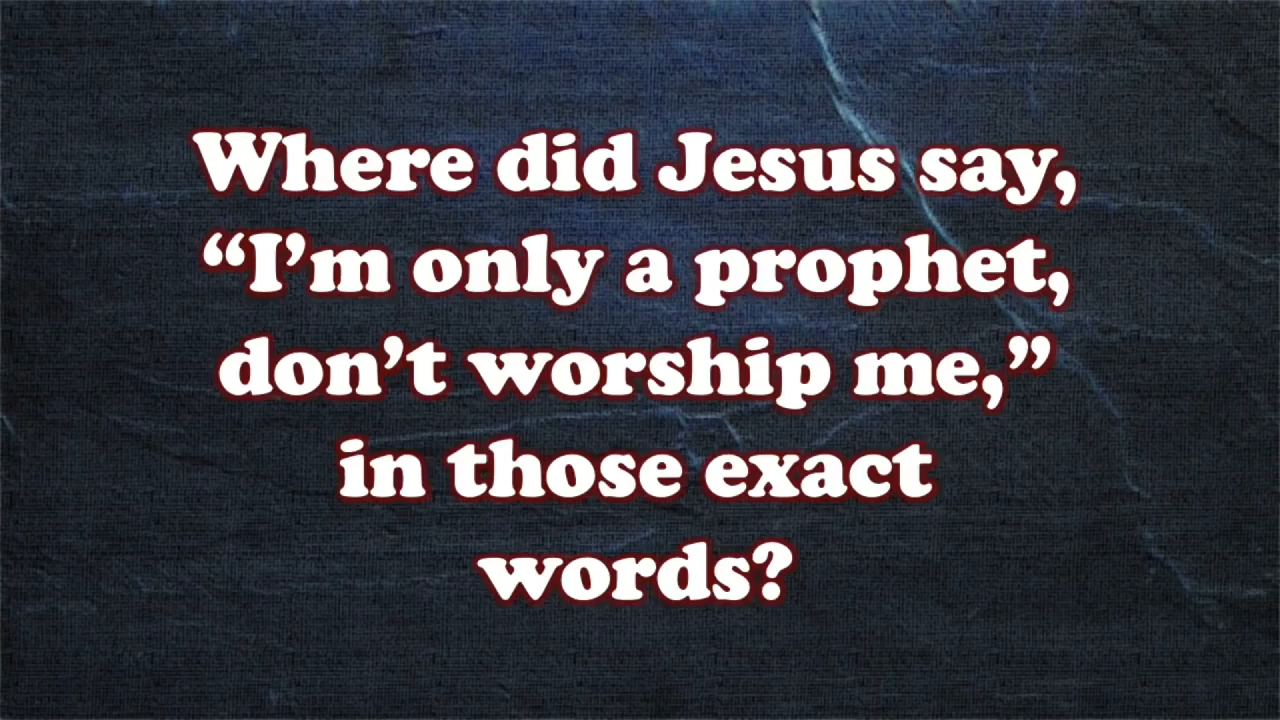 Where did Jesus say,
“I’m only a prophet,
don’t worship me,”
in those exact
words?